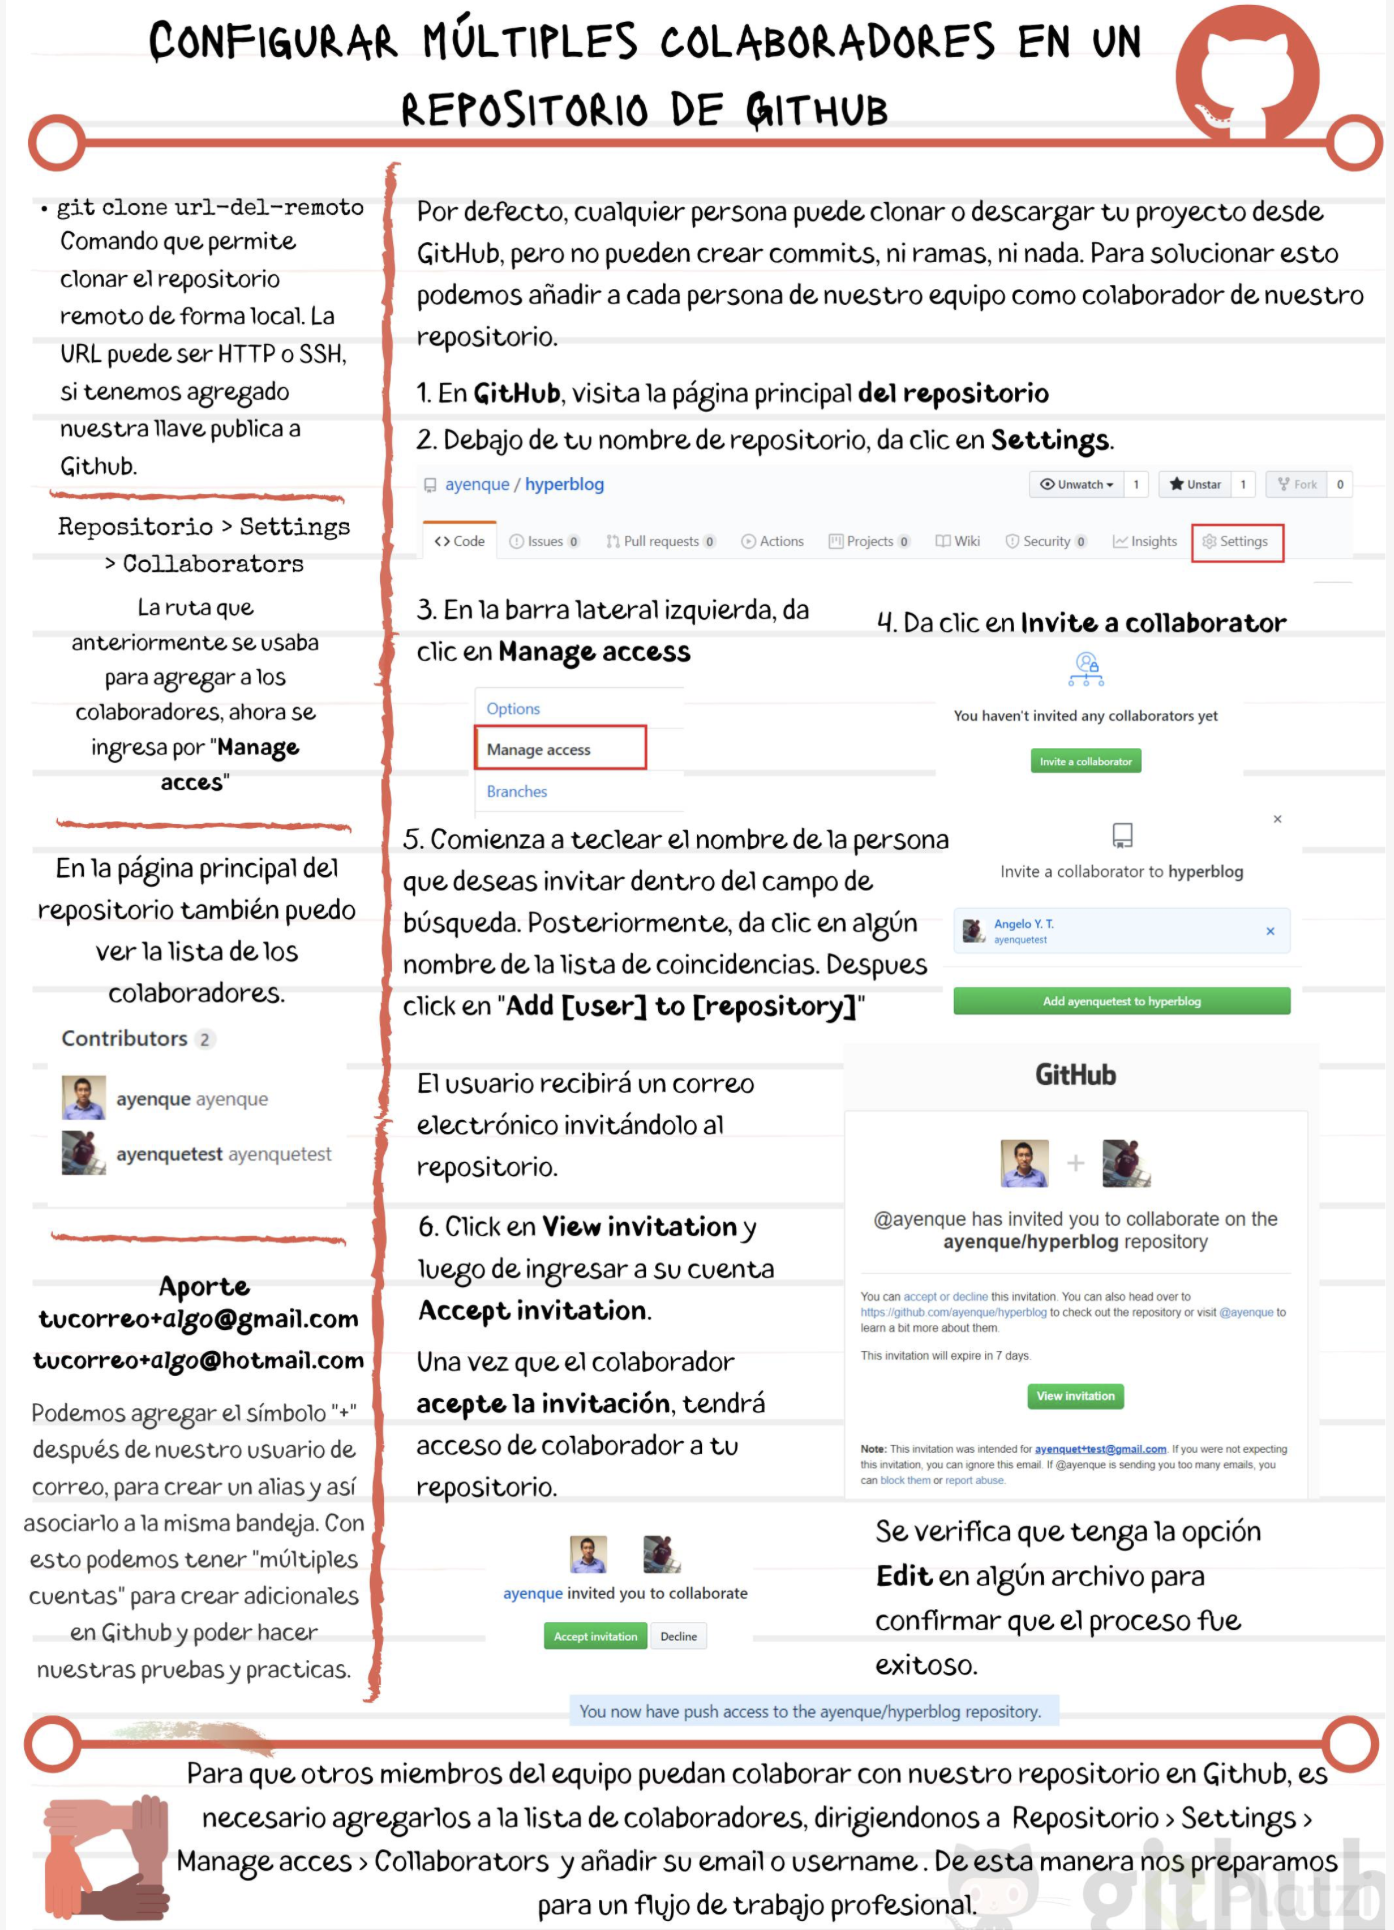 CONFIGURAR MÚLTIPLES COLABORADORES EN UN
REPOSITORIO DE GITHUB
• git clone url-del-remoto
Comando que permite
clonar el repositorio
remoto de forma local. La
URL puede ser HTTP o SSH,
si tenemos agregado
nuestra llave publica a
Github.
Repositorio > Settings
> Collaborators
La ruta que
anteriormente se usaba
para agregar a los
colaboradores, ahora se
ingresa por "Manage
acces"
En la página principal del
repositorio también puedo
ver la lista de los
colaboradores.
Contributors 2
ayenque ayenque
ayenquetest ayenquetest
Aporte
tucorreo+algo@gmail.com
tucorreo+algo@hotmail.com
Podemos agregar el símbolo "+"
después de nuestro usuario de
correo, para crear un alias y así
asociarlo a la misma bandeja. Con
esto podemos tener "múltiples
cuentas" para crear adicionales
en Github y poder hacer
nuestras pruebas y practicas.
Por defecto, cualquier persona puede clonar o descargar tu proyecto desde
GitHub, pero no pueden crear commits, ni ramas, ni nada. Para solucionar esto
podemos añadir a cada persona de nuestro equipo como colaborador de nuestro
repositorio.
1. En GitHub, visita la página principal del repositorio
2. Debajo de tu nombre de repositorio, da clic en Settings.
ayenque / hyperblog Unwatch 1 Unstar 1 Fork 0
<> Code Issues 0 Pull requests 0 Actions Projects 0 Wiki Security 0 Insights Settings
3. En la barra lateral izquierda, da
clic en Manage access
Options
Manage access
Branches
4. Da clic en Invite a collaborator
You haven't invited any collaborators yet
Invite a collaborator
5. Comienza a teclear el nombre de la persona
que deseas invitar dentro del campo de
búsqueda. Posteriormente, da clic en algún
nombre de la lista de coincidencias. Despues
click en "Add [user] to [repository]"
×
Invite a collaborator to hyperblog
Angelo Y. T.
ayenquetest ×
Add ayenquetest to hyperblog
El usuario recibirá un correo
electrónico invitándolo al
repositorio.
6. Click en View invitation y
luego de ingresar a su cuenta
Accept invitation.
Una vez que el colaborador
acepte la invitación, tendrá
acceso de colaborador a tu
repositorio.
GitHub
+
@ayenque has invited you to collaborate on the
ayenque/hyperblog repository
You can accept or decline this invitation. You can also head over to
https://github.com/ayenque/hyperblog to check out the repository or visit @ayenque to
learn a bit more about them.
This invitation will expire in 7 days.
View invitation
Note: This invitation was intended for ayenquet+test@gmail.com. If you were not expecting
this invitation, you can ignore this email. If @ayenque is sending you too many emails, you
can block them or report abuse.
ayenque invited you to collaborate
Accept invitation Decline
Se verifica que tenga la opción
Edit en algún archivo para
confirmar que el proceso fue
exitoso.
You now have push access to the ayenque/hyperblog repository.
Para que otros miembros del equipo puedan colaborar con nuestro repositorio en Github, es
necesario agregarlos a la lista de colaboradores, dirigiendonos a Repositorio > Settings >
Manage acces > Collaborators y añadir su email o username. De esta manera nos preparamos
para un flujo de trabajo profesional.
github
Platzi